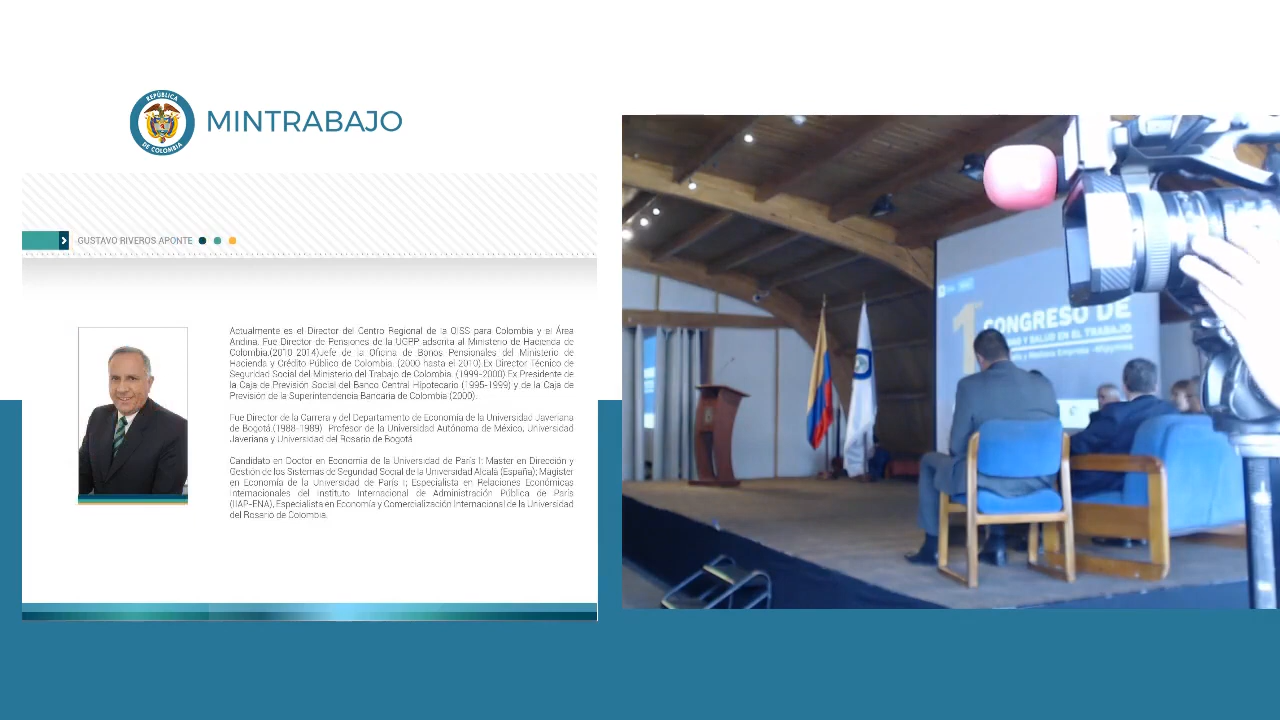 REPÚBLICA
DE COLOMBIA
MINTRABAJO
GUSTAVO RIVEROS APONTE
Actualmente es el Director del Centro Regional de la OISS para Colombia y el Área
Andina. Fue Director de Pensiones de la UGPP adscrita al Ministerio de Hacienda de
Colombia.(2010-2014)Jefe de la Oficina de Bonos Pensionales del Ministerio de
Hacienda y Crédito Público de Colombia. (2000 hasta el 2010) Ex Director Técnico de
Seguridad Social del Ministerio del Trabajo de Colombia. (1999-2000) Ex Presidente de
la Caja de Previsión Social del Banco Central Hipotecario (1995-1999) y de la Caja de
Previsión de la Superintendencia Bancaria de Colombia (2000).
Fue Director de la Carrera y del Departamento de Economía de la Universidad Javeriana
de Bogotá.(1988-1989). Profesor de la Universidad Autónoma de México, Universidad
Javeriana y Universidad del Rosario de Bogotá
Candidato en Doctor en Economía de la Universidad de París I; Master en Dirección y
Gestión de los Sistemas de Seguridad Social de la Universidad Alcalá (España); Magister
en Economía de la Universidad de París I; Especialista en Relaciones Económicas
Internacionales del Instituto Internacional de Administración Pública de París
(IIAP-ENA), Especialista en Economía y Comercialización Internacional de la Universidad
del Rosario de Colombia.
1 CONGRESO DE
Y SALUD EN EL TRABAJO
y Mediana Empresa -Mipymes